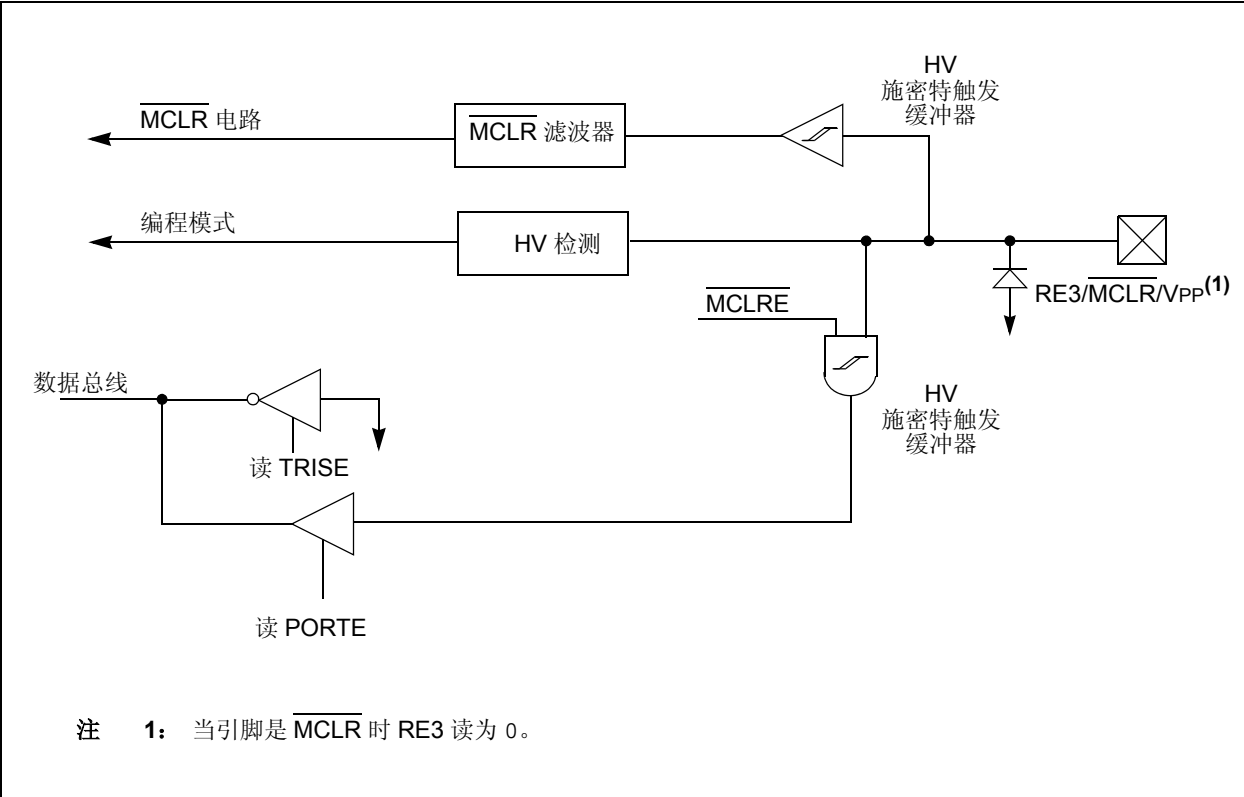 HV
施密特触发
缓冲器
MCLR 电路
MCLR 滤波器
编程模式
HV 检测
RE3/MCLR/VPP(1)
MCLRE
数据总线
HV
施密特触发
缓冲器
读 TRISE
读 PORTE
注 1： 当引脚是 MCLR 时 RE3 读为 0。